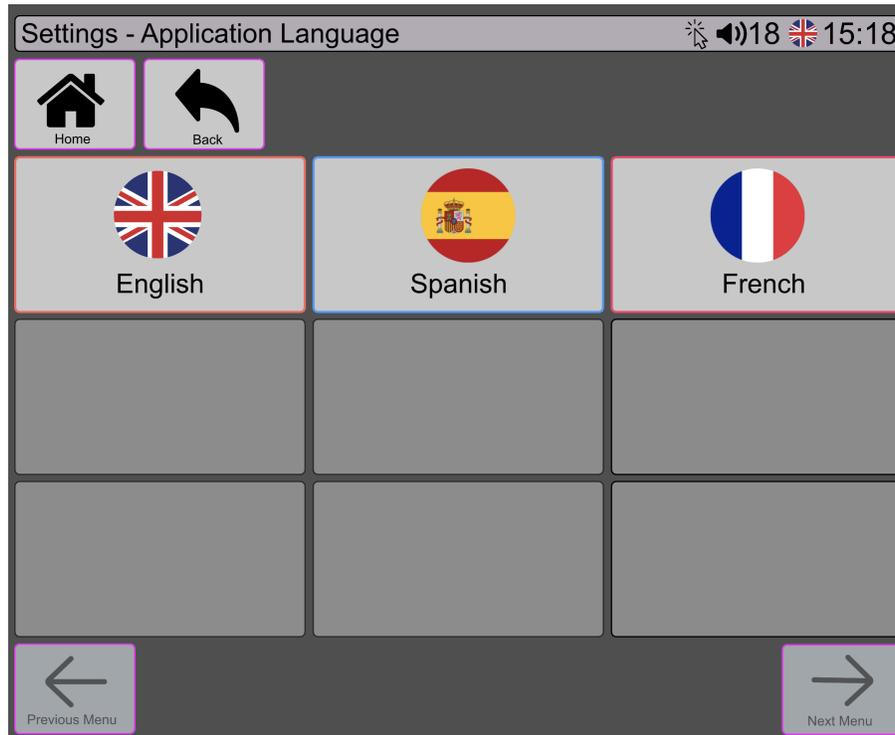 Settings - Application Language 18 15:18
Home Back
English Spanish French
Previous Menu Next Menu